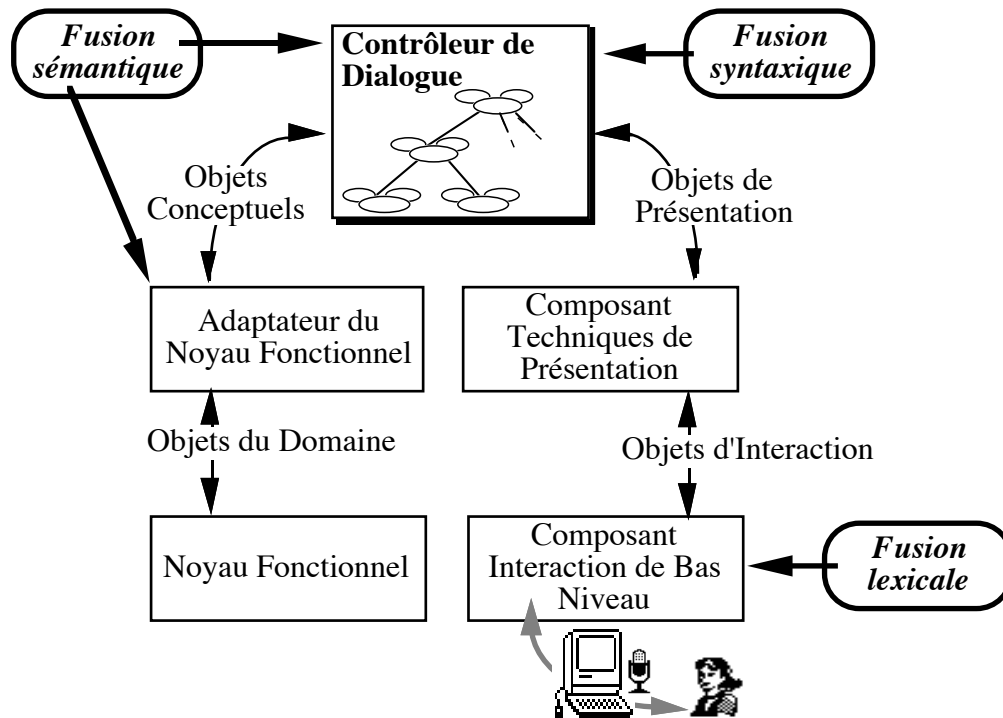 Fusion
sémantique
Contrôleur de
Dialogue
Fusion
syntaxique
Objets
Conceptuels
Objets de
Présentation
Adaptateur du
Noyau Fonctionnel
Composant
Techniques de
Présentation
Objets du Domaine
Objets d'Interaction
Noyau Fonctionnel
Composant
Interaction de Bas
Niveau
Fusion
lexicale